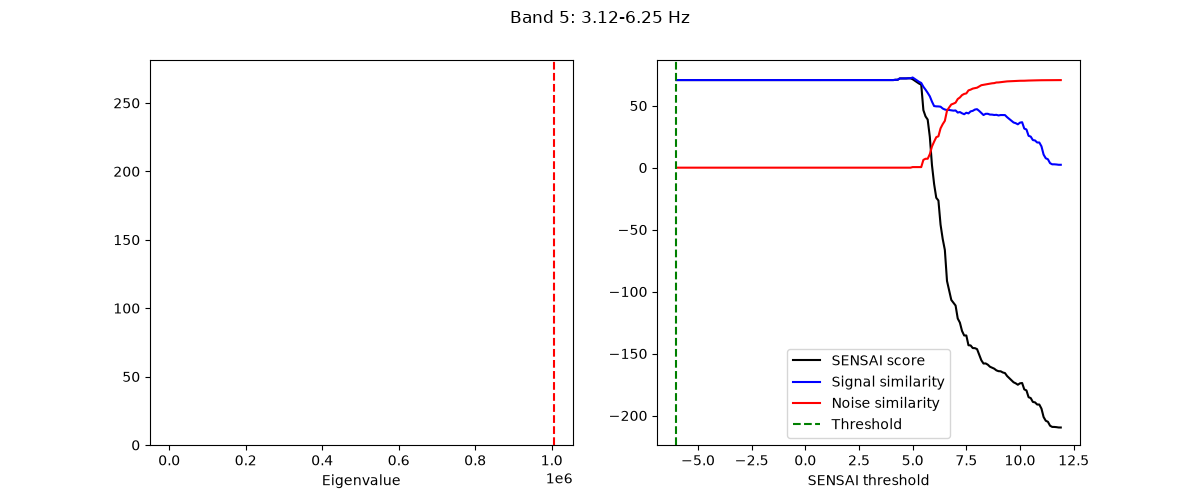 Band 5: 3.12-6.25 Hz
250
200
150
100
50
0
0.0 0.2 0.4 0.6 0.8 1.0
1e6
Eigenvalue
50
0
−50
−100
−150
−200
SENSAI score
Signal similarity
Noise similarity
Threshold
−5.0 −2.5 0.0 2.5 5.0 7.5 10.0 12.5
SENSAI threshold